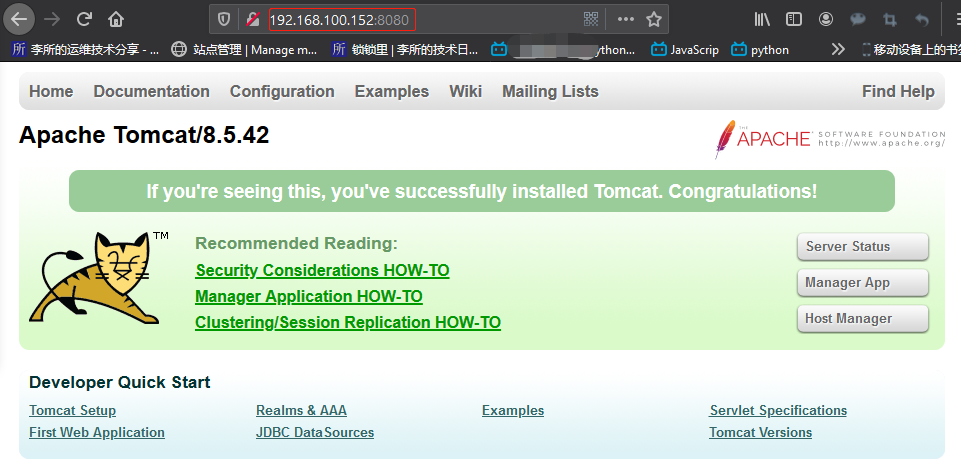 192.168.100.152:8080
李所的运维技术分享 - ...
站点管理 | Manage m...
锁锁里 | 李所的技术日...
ython...
JavaScrip
python
移动设备上的书签
Home Documentation Configuration Examples Wiki Mailing Lists Find Help
Apache Tomcat/8.5.42
THE APACHE SOFTWARE FOUNDATION
http://www.apache.org/
If you're seeing this, you've successfully installed Tomcat. Congratulations!
TM
Recommended Reading:
Security Considerations HOW-TO
Manager Application HOW-TO
Clustering/Session Replication HOW-TO
Server Status
Manager App
Host Manager
Developer Quick Start
Tomcat Setup Realms & AAA Examples Servlet Specifications
First Web Application JDBC DataSources Tomcat Versions